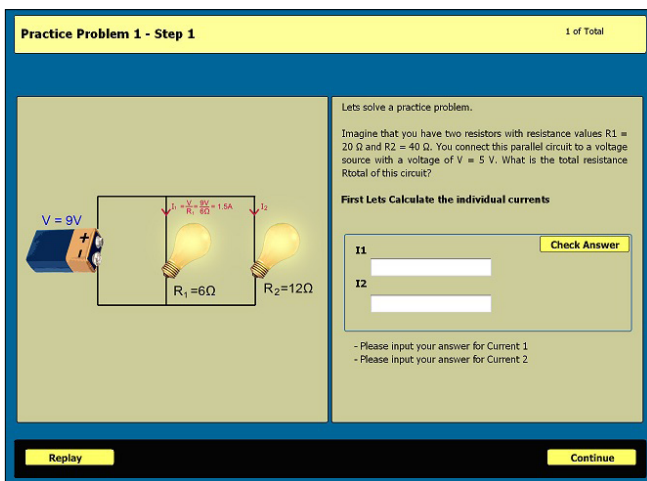 Practice Problem 1 - Step 1
1 of Total
Lets solve a practice problem.
Imagine that you have two resistors with resistance values R1 =
20 Ω and R2 = 40 Ω. You connect this parallel circuit to a voltage
source with a voltage of V = 5 V. What is the total resistance
Rtotal of this circuit?
First Lets Calculate the individual currents
V = 9V
+
-
I₁ = V/R₁ = 9V/6Ω = 1.5A
I₂
R₁=6Ω
R₂=12Ω
I1
Check Answer
I2
- Please input your answer for Current 1
- Please input your answer for Current 2
Replay
Continue